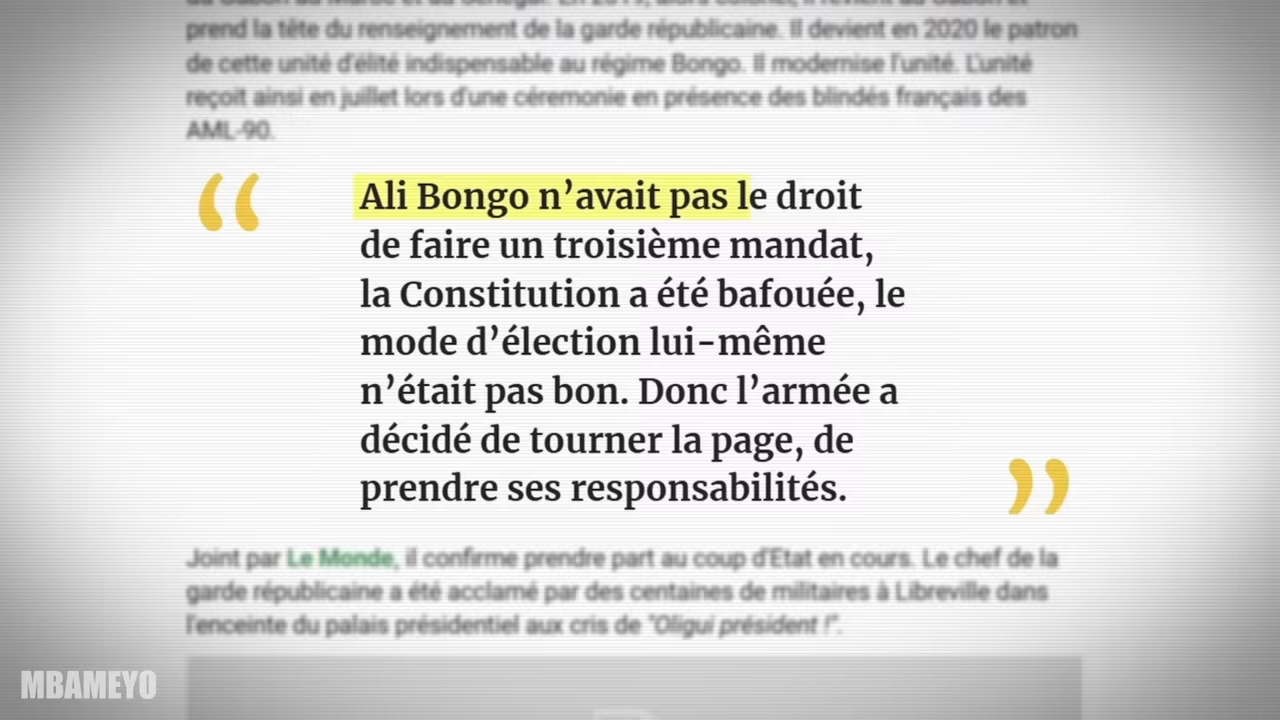 prend la tête du renseignement de la garde républicaine. Il devient en 2020 le patron
de cette unité d'élité indispensable au régime Bongo. Il modernise l'unité. L'unité
reçoit ainsi en juillet lors d'une céremonie en présence des blindés français des
AML-90.
“
Ali Bongo n’avait pas le droit
de faire un troisième mandat,
la Constitution a été bafouée, le
mode d’élection lui-même
n’était pas bon. Donc l’armée a
décidé de tourner la page, de
prendre ses responsabilités.
”
Joint par Le Monde, il confirme prendre part au coup d'Etat en cours. Le chef de la
garde républicaine a été acclamé par des centaines de militaires à Libreville dans
l'enceinte du palais présidentiel aux cris de "Oligui président !".
MBAMEYO